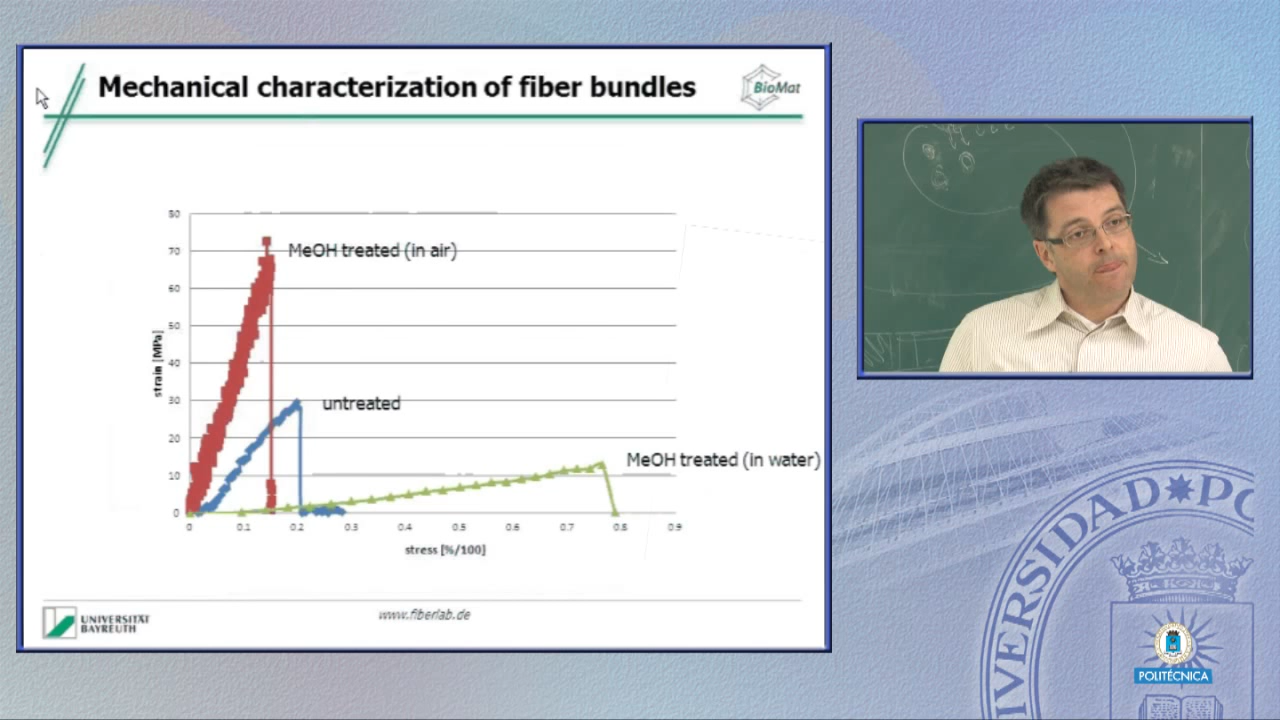 Mechanical characterization of fiber bundles
BioMat
80
70
60
50
40
30
20
10
0
strain [MPa]
MeOH treated (in air)
untreated
MeOH treated (in water)
0 0.1 0.2 0.3 0.4 0.5 0.6 0.7 0.8 0.9
stress [%/100]
UNIVERSITÄT
BAYREUTH
www.fiberlab.de
IVERSIDAD PO
POLITÉCNICA